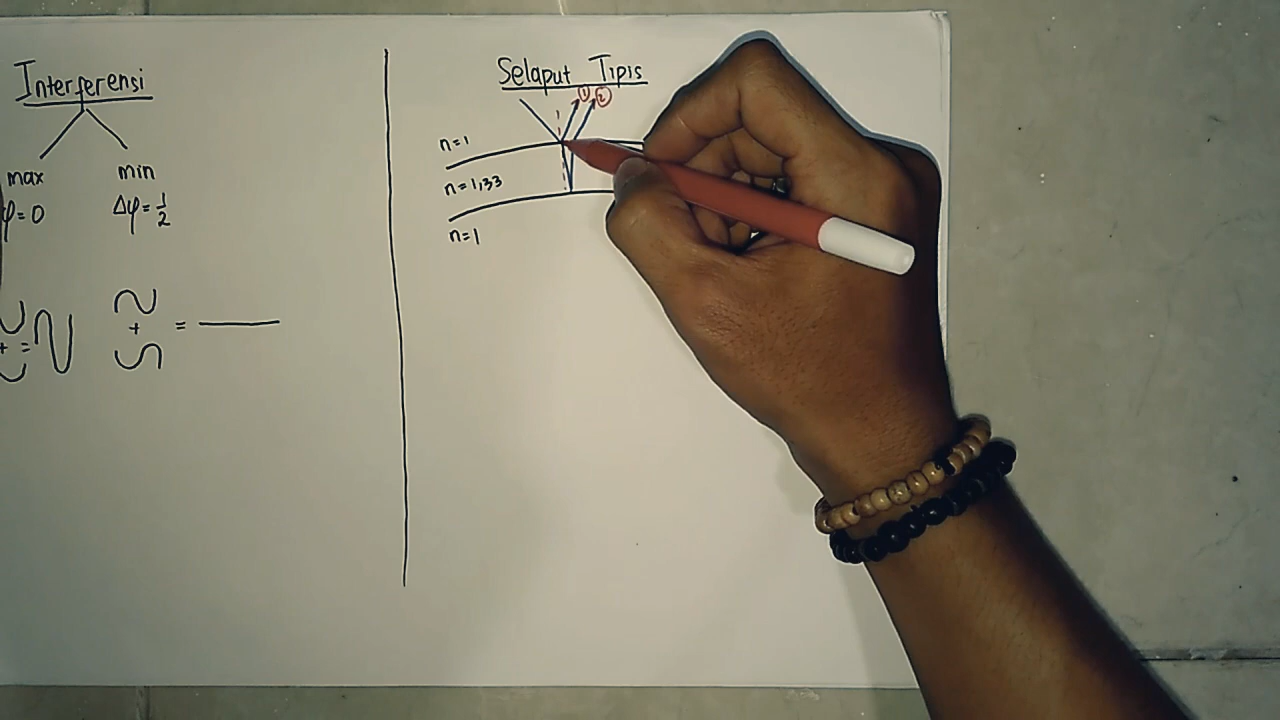 Interferensi
max
φ=0
min
Δφ=1/2
+
=
+
=
Selaput Tipis
① ②
n=1
n=1,33
n=1